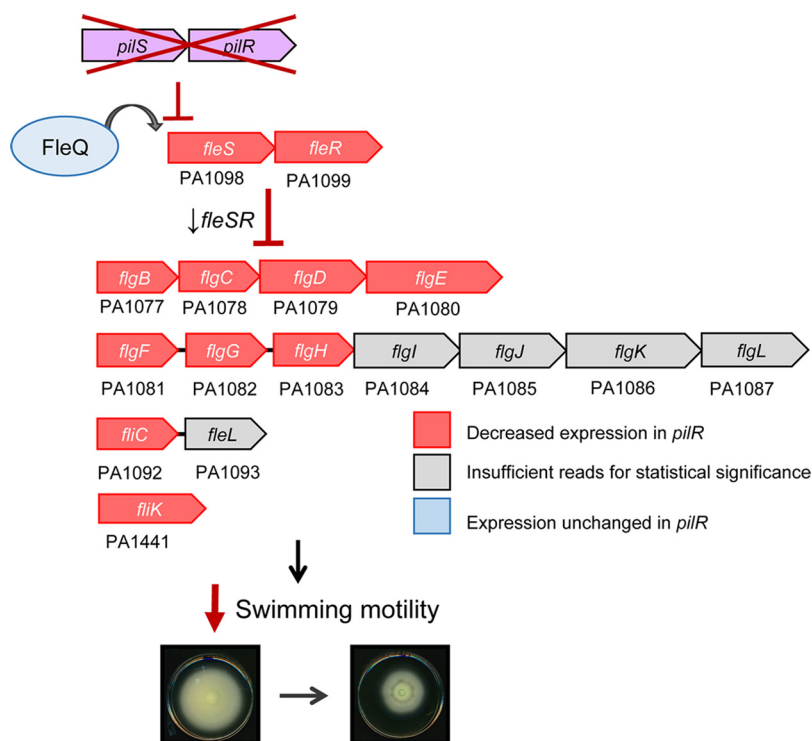 pilS pilR
FleQ
fleS fleR
PA1098 PA1099
↓fleSR
flgB flgC flgD flgE
PA1077 PA1078 PA1079 PA1080
flgF flgG flgH flgI flgJ flgK flgL
PA1081 PA1082 PA1083 PA1084 PA1085 PA1086 PA1087
fliC fleL
PA1092 PA1093
fliK
PA1441
Decreased expression in pilR
Insufficient reads for statistical significance
Expression unchanged in pilR
Swimming motility